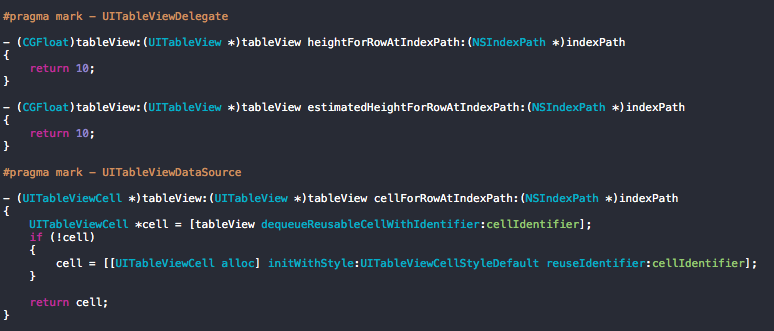 #pragma mark - UITableViewDelegate
- (CGFloat)tableView:(UITableView *)tableView heightForRowAtIndexPath:(NSIndexPath *)indexPath
{
return 10;
}
- (CGFloat)tableView:(UITableView *)tableView estimatedHeightForRowAtIndexPath:(NSIndexPath *)indexPath
{
return 10;
}
#pragma mark - UITableViewDataSource
- (UITableViewCell *)tableView:(UITableView *)tableView cellForRowAtIndexPath:(NSIndexPath *)indexPath
{
UITableViewCell *cell = [tableView dequeueReusableCellWithIdentifier:cellIdentifier];
if (!cell)
{
cell = [[UITableViewCell alloc] initWithStyle:UITableViewCellStyleDefault reuseIdentifier:cellIdentifier];
}
return cell;
}